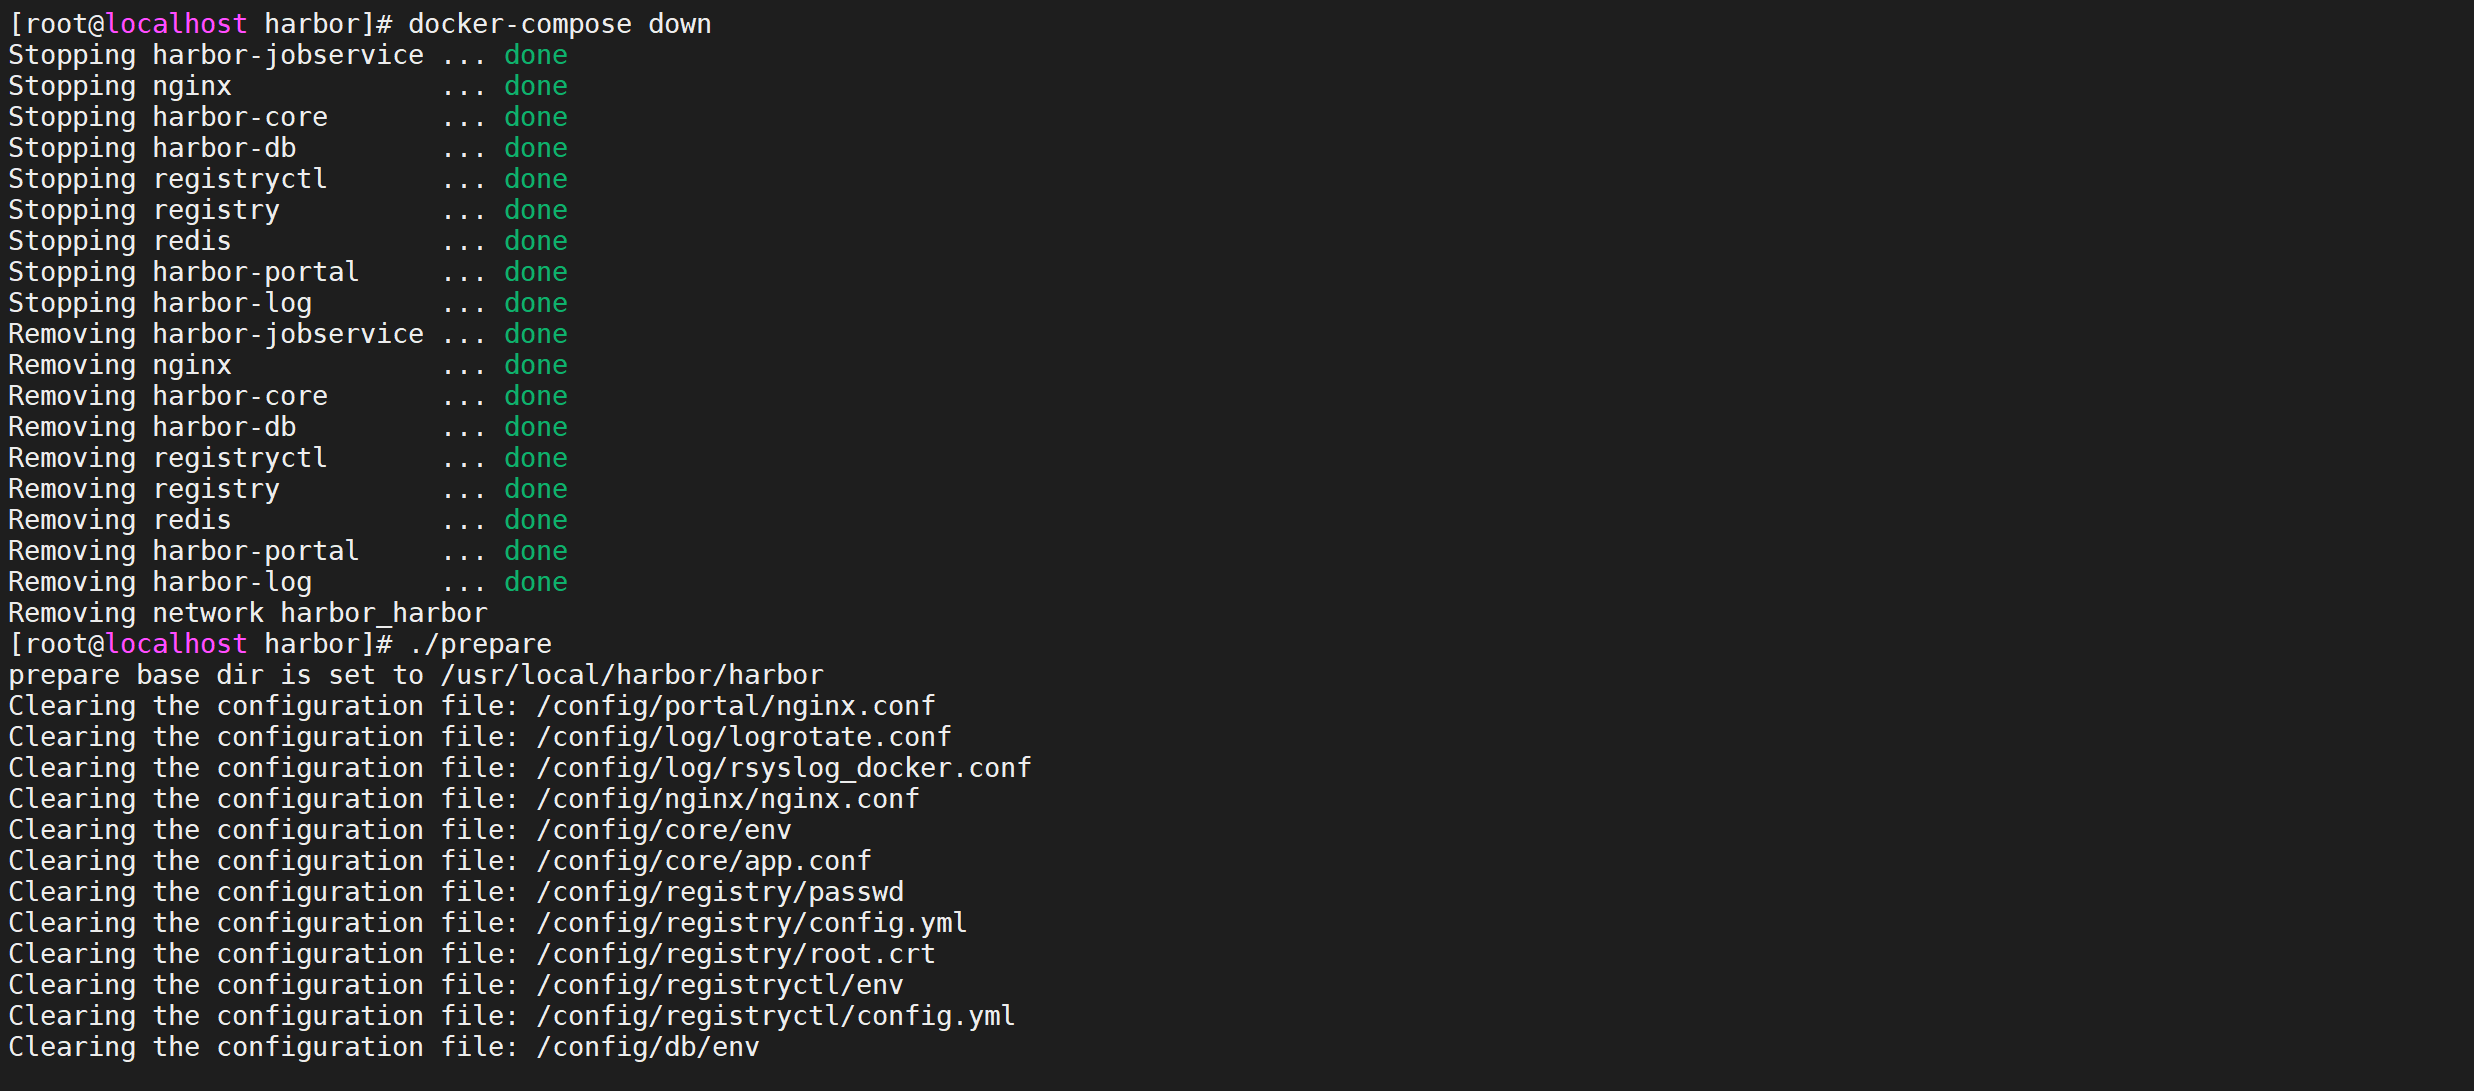 [root@localhost harbor]# docker-compose down
Stopping harbor-jobservice ... done
Stopping nginx             ... done
Stopping harbor-core       ... done
Stopping harbor-db         ... done
Stopping registryctl       ... done
Stopping registry          ... done
Stopping redis             ... done
Stopping harbor-portal     ... done
Stopping harbor-log        ... done
Removing harbor-jobservice ... done
Removing nginx             ... done
Removing harbor-core       ... done
Removing harbor-db         ... done
Removing registryctl       ... done
Removing registry          ... done
Removing redis             ... done
Removing harbor-portal     ... done
Removing harbor-log        ... done
Removing network harbor_harbor
[root@localhost harbor]# ./prepare
prepare base dir is set to /usr/local/harbor/harbor
Clearing the configuration file: /config/portal/nginx.conf
Clearing the configuration file: /config/log/logrotate.conf
Clearing the configuration file: /config/log/rsyslog_docker.conf
Clearing the configuration file: /config/nginx/nginx.conf
Clearing the configuration file: /config/core/env
Clearing the configuration file: /config/core/app.conf
Clearing the configuration file: /config/registry/passwd
Clearing the configuration file: /config/registry/config.yml
Clearing the configuration file: /config/registry/root.crt
Clearing the configuration file: /config/registryctl/env
Clearing the configuration file: /config/registryctl/config.yml
Clearing the configuration file: /config/db/env